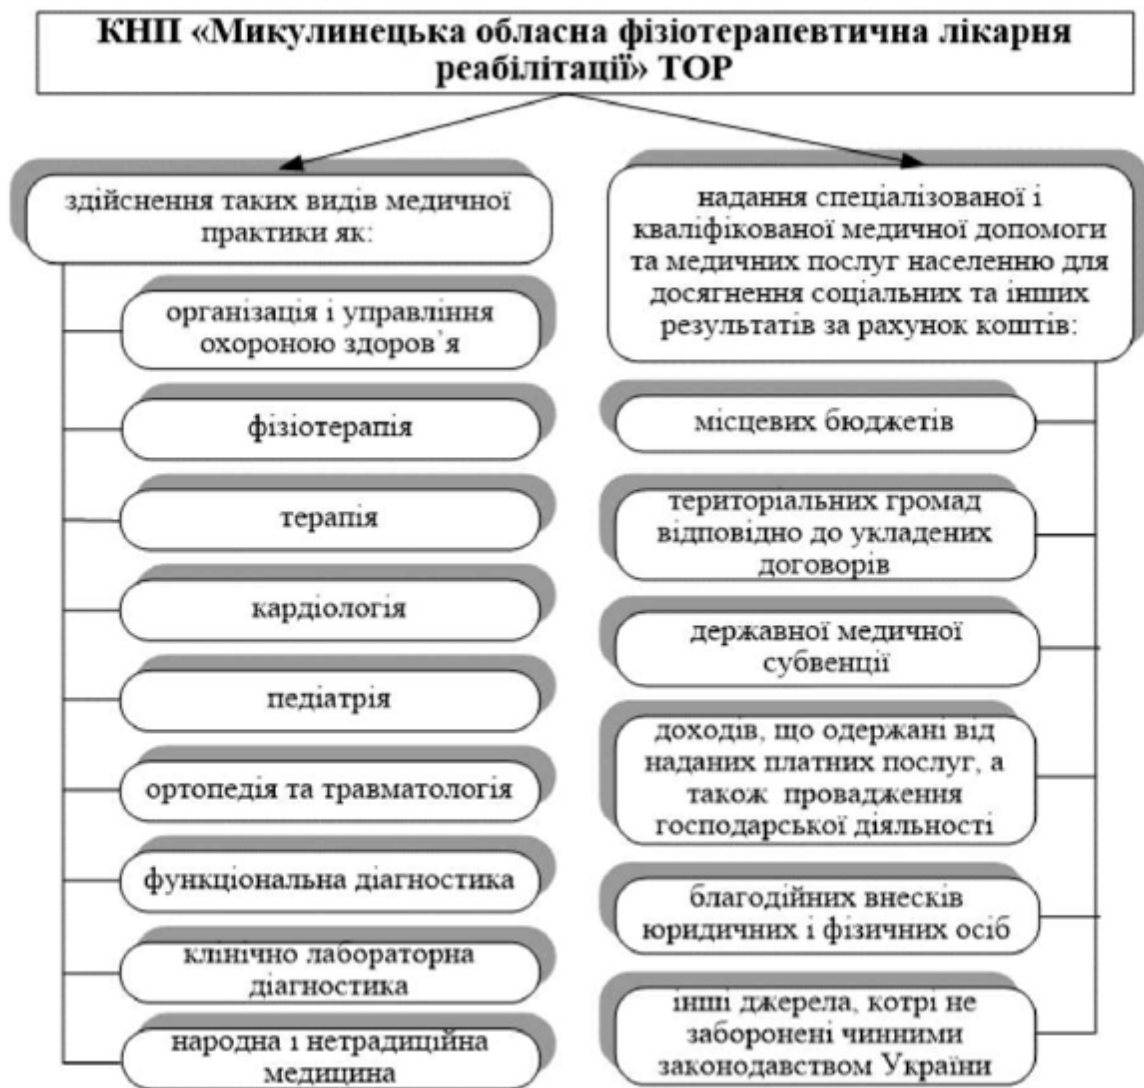 КНП «Микулинецька обласна фізіотерапевтична лікарня
реабілітації» ТОР
здійснення таких видів медичної
практики як:
організація і управління
охороною здоров`я
фізіотерапія
терапія
кардіологія
педіатрія
ортопедія та травматологія
функціональна діагностика
клінічно лабораторна
діагностика
народна і нетрадиційна
медицина
надання спеціалізованої і
кваліфікованої медичної допомоги
та медичних послуг населенню для
досягнення соціальних та інших
результатів за рахунок коштів:
місцевих бюджетів
територіальних громад
відповідно до укладених
договорів
державної медичної
субвенції
доходів, що одержані від
наданих платних послуг, а
також провадження
господарської діяльності
благодійних внесків
юридичних і фізичних осіб
інші джерела, котрі не
заборонені чинними
законодавством України